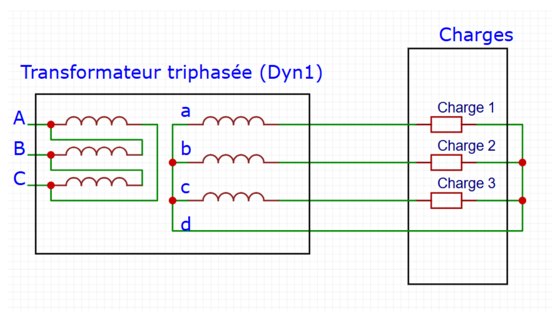 Charges
Transformateur triphasée (Dyn1)
A
B
C
a
b
c
d
Charge 1
Charge 2
Charge 3